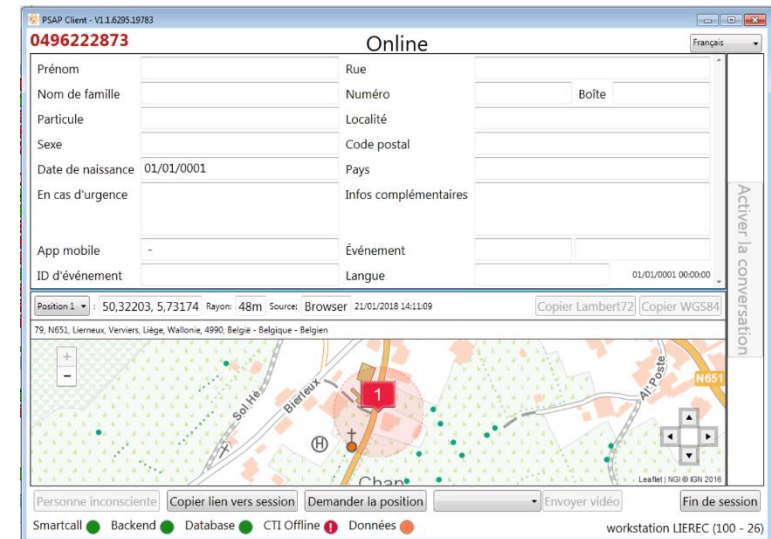 PSAP Client - V1.1.6295.19783
0496222873 Online Français
Prénom Rue
Nom de famille Numéro Boîte
Particule Localité
Sexe Code postal
Date de naissance 01/01/0001 Pays
En cas d'urgence Infos complémentaires
App mobile - Événement
ID d'événement Langue 01/01/0001 00:00:00
Activer la conversation
Position 1 : 50,32203, 5,73174 Rayon: 48m Source: Browser 21/01/2018 14:11:09 Copier Lambert72 Copier WGS84
79, N651, Lierneux, Verviers, Liège, Wallonie, 4990, België - Belgique - Belgien
+
-
Sol Hé
Bierleux
1
Al' Poste
N651
H
Chap
Leaflet | NGI © IGN 2016
Personne inconsciente Copier lien vers session Demander la position Envoyer vidéo Fin de session
Smartcall Backend Database CTI Offline ! Données workstation LIEREC (100 - 26)